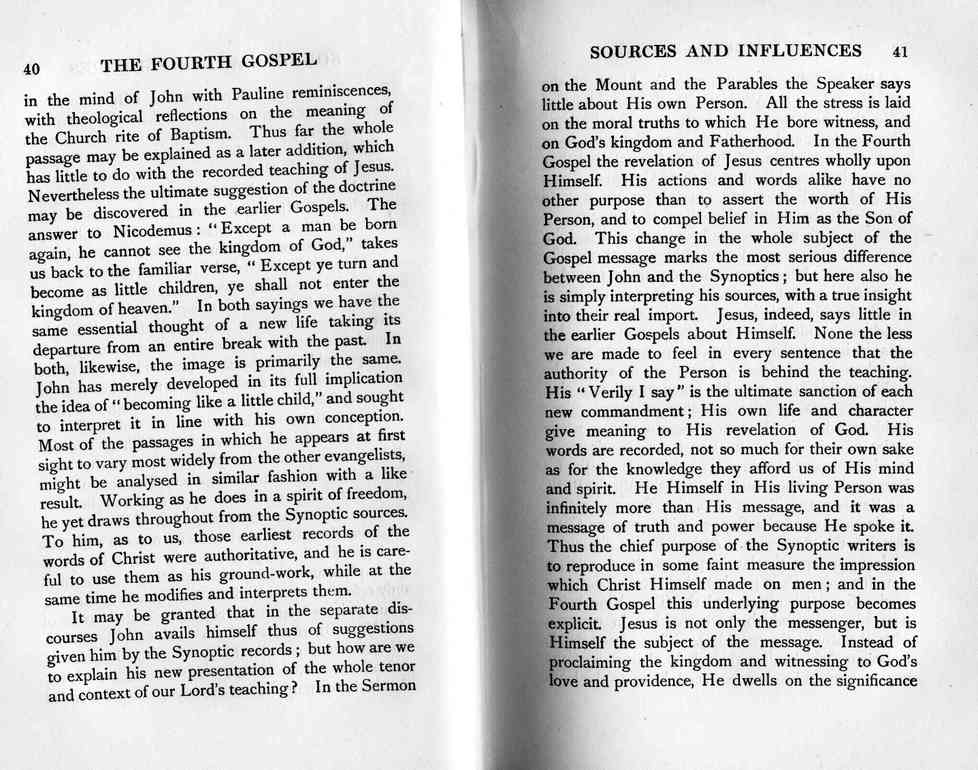 40 THE FOURTH GOSPEL
in the mind of John with Pauline reminiscences,
with theological reflections on the meaning of
the Church rite of Baptism. Thus far the whole
passage may be explained as a later addition, which
has little to do with the recorded teaching of Jesus.
Nevertheless the ultimate suggestion of the doctrine
may be discovered in the earlier Gospels. The
answer to Nicodemus: "Except a man be born
again, he cannot see the kingdom of God," takes
us back to the familiar verse, "Except ye turn and
become as little children, ye shall not enter the
kingdom of heaven." In both sayings we have the
same essential thought of a new life taking its
departure from an entire break with the past. In
both, likewise, the image is primarily the same.
John has merely developed in its full implication
the idea of "becoming like a little child," and sought
to interpret it in line with his own conception.
Most of the passages in which he appears at first
sight to vary most widely from the other evangelists,
might be analysed in similar fashion with a like
result. Working as he does in a spirit of freedom,
he yet draws throughout from the Synoptic sources.
To him, as to us, those earliest records of the
words of Christ were authoritative, and he is care-
ful to use them as his ground-work, while at the
same time he modifies and interprets them.
It may be granted that in the separate dis-
courses John avails himself thus of suggestions
given him by the Synoptic records; but how are we
to explain his new presentation of the whole tenor
and context of our Lord's teaching? In the Sermon
SOURCES AND INFLUENCES 41
on the Mount and the Parables the Speaker says
little about His own Person. All the stress is laid
on the moral truths to which He bore witness, and
on God's kingdom and Fatherhood. In the Fourth
Gospel the revelation of Jesus centres wholly upon
Himself. His actions and words alike have no
other purpose than to assert the worth of His
Person, and to compel belief in Him as the Son of
God. This change in the whole subject of the
Gospel message marks the most serious difference
between John and the Synoptics; but here also he
is simply interpreting his sources, with a true insight
into their real import. Jesus, indeed, says little in
the earlier Gospels about Himself. None the less
we are made to feel in every sentence that the
authority of the Person is behind the teaching.
His "Verily I say" is the ultimate sanction of each
new commandment; His own life and character
give meaning to His revelation of God. His
words are recorded, not so much for their own sake
as for the knowledge they afford us of His mind
and spirit. He Himself in His living Person was
infinitely more than His message, and it was a
message of truth and power because He spoke it.
Thus the chief purpose of the Synoptic writers is
to reproduce in some faint measure the impression
which Christ Himself made on men; and in the
Fourth Gospel this underlying purpose becomes
explicit. Jesus is not only the messenger, but is
Himself the subject of the message. Instead of
proclaiming the kingdom and witnessing to God's
love and providence, He dwells on the significance